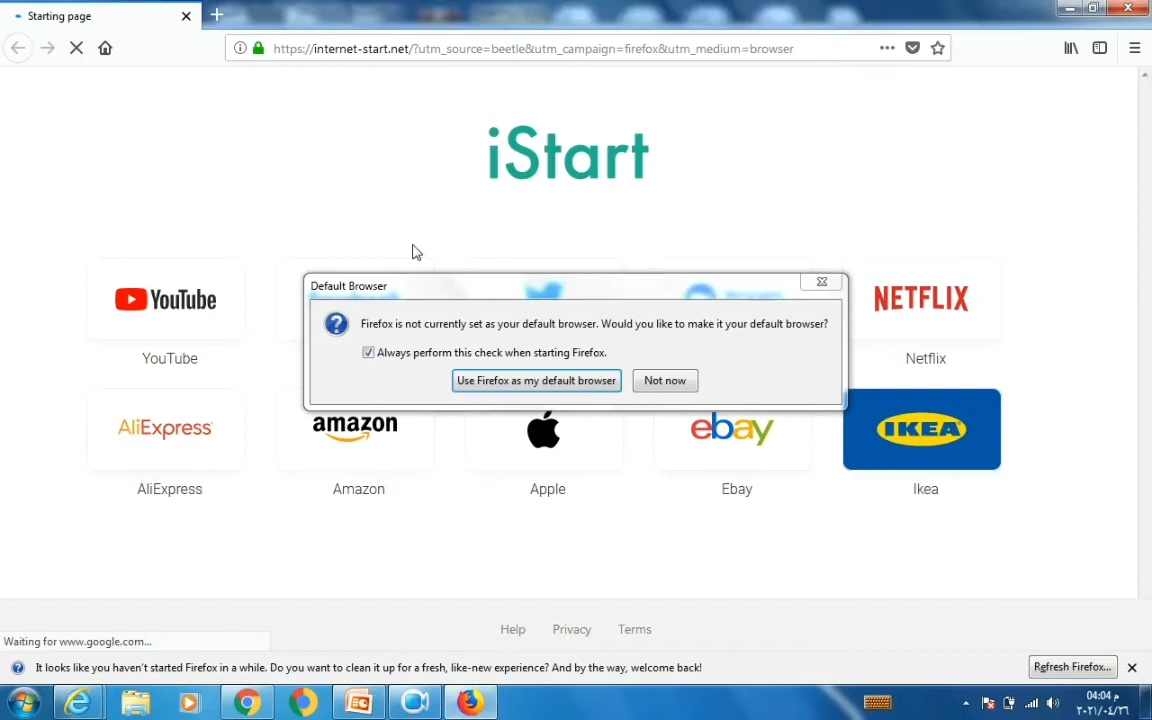 Starting page
https://internet-start.net/?utm_source=beetle&utm_campaign=firefox&utm_medium=browser
iStart
Default Browser
Firefox is not currently set as your default browser. Would you like to make it your default browser?
Always perform this check when starting Firefox.
Use Firefox as my default browser
Not now
YouTube
NETFLIX
YouTube
Netflix
AliExpress
amazon
ebay
IKEA
AliExpress
Amazon
Apple
Ebay
Ikea
Help
Privacy
Terms
Waiting for www.google.com...
It looks like you haven't started Firefox in a while. Do you want to clean it up for a fresh, like-new experience? And by the way, welcome back!
Refresh Firefox...
04:04 م
٢٠٢١/٠٤/٢٦